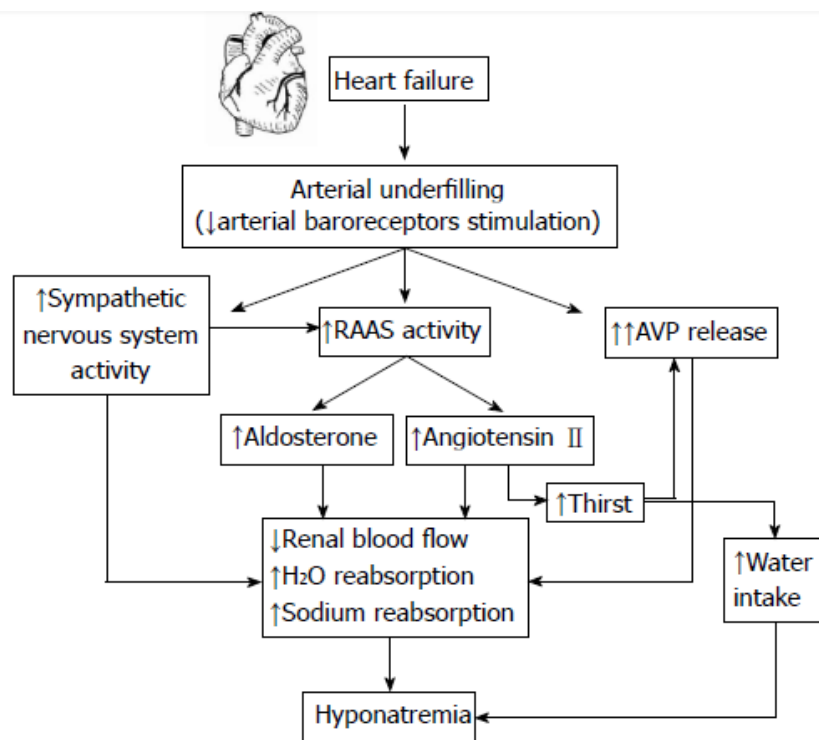 Heart failure
Arterial underfilling
(↓arterial baroreceptors stimulation)
↑Sympathetic
nervous system
activity
↑RAAS activity
↑↑AVP release
↑Aldosterone
↑Angiotensin Ⅱ
↑Thirst
↓Renal blood flow
↑H₂O reabsorption
↑Sodium reabsorption
↑Water
intake
Hyponatremia